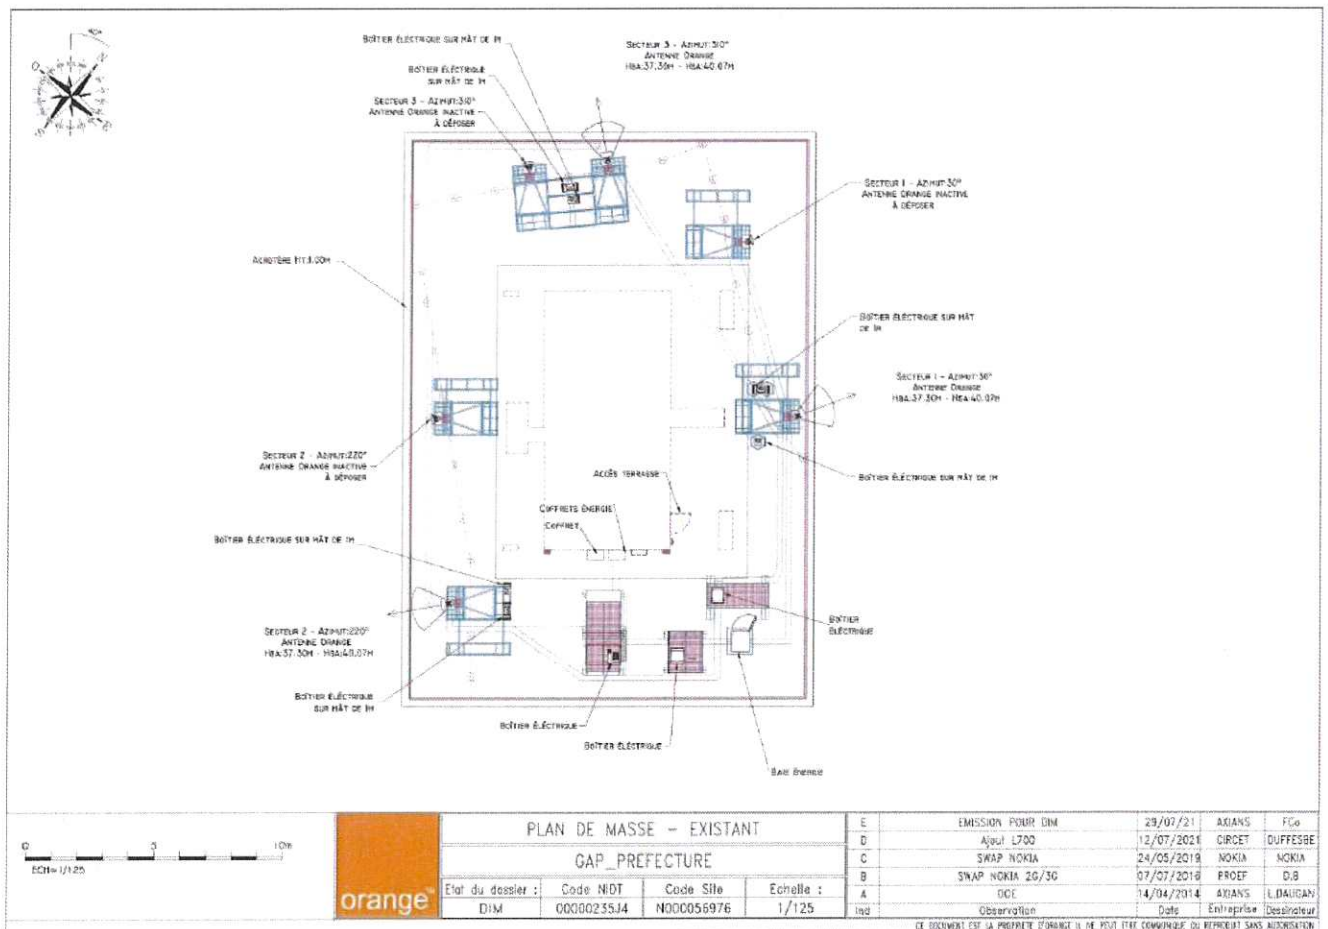 BOÎTIER ÉLECTRIQUE SUR MÂT DE 1M
BOÎTIER ÉLECTRIQUE
SUR MÂT DE 1M
SECTEUR 3 - AZIMUT:310°
ANTENNE ORANGE INACTIVE
À DÉPOSER
SECTEUR 3 - AZIMUT:310°
ANTENNE ORANGE
HBA:37.30M - HBA:40.07M
SECTEUR 1 - AZIMUT:30°
ANTENNE ORANGE INACTIVE
À DÉPOSER
ACROTÈRE HT:1.00M
BOÎTIER ÉLECTRIQUE SUR MÂT
DE 1M
SECTEUR 1 - AZIMUT:30°
ANTENNE ORANGE
HBA:37.30M - HBA:40.07M
SECTEUR 2 - AZIMUT:220°
ANTENNE ORANGE INACTIVE
À DÉPOSER
ACCÈS TERRASSE
BOÎTIER ÉLECTRIQUE SUR MÂT DE 1M
COFFRETS ÉNERGIE
COFFRET
BOÎTIER ÉLECTRIQUE SUR MÂT DE 1M
SECTEUR 2 - AZIMUT:220°
ANTENNE ORANGE
HBA:37.30M - HBA:40.07M
BOÎTIER
ÉLECTRIQUE
BOÎTIER ÉLECTRIQUE
SUR MÂT DE 1M
BOÎTIER ÉLECTRIQUE
BOÎTIER ÉLECTRIQUE
BAIE ÉNERGIE
0 5 10m
ECH=1/125
orange™
PLAN DE MASSE - EXISTANT
GAP_PREFECTURE
Etat du dossier : Code NIDT Code Site Echelle :
DIM 00000235J4 N000056976 1/125
E EMISSION POUR DIM 29/07/21 AXIANS FCo
D Ajout L700 12/07/2021 CIRCET DUFFESBE
C SWAP NOKIA 24/05/2019 NOKIA NOKIA
B SWAP NOKIA 2G/3G 07/07/2016 PROEF D.B
A DOE 14/04/2014 AXIANS L.DAUGAN
Ind Observation Date Entreprise Dessinateur
CE DOCUMENT EST LA PROPRIETE D'ORANGE IL NE PEUT ETRE COMMUNIQUE OU REPRODUIT SANS AUTORISATION